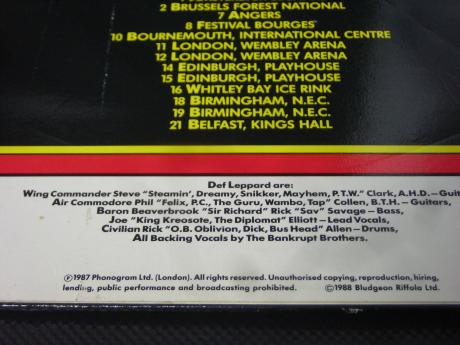 2 BRUSSELS FOREST NATIONAL
7 ANGERS
8 FESTIVAL BOURGES
10 BOURNEMOUTH, INTERNATIONAL CENTRE
11 LONDON, WEMBLEY ARENA
12 LONDON, WEMBLEY ARENA
14 EDINBURGH, PLAYHOUSE
15 EDINBURGH, PLAYHOUSE
16 WHITLEY BAY ICE RINK
18 BIRMINGHAM, N.E.C.
19 BIRMINGHAM, N.E.C.
21 BELFAST, KINGS HALL
Def Leppard are:
Wing Commander Steve "Steamin', Dreamy, Snikker, Mayhem, P.T.W." Clark, A.H.D.–Guit
Air Commodore Phil "Felix, P.C., The Guru, Wambo, Tap" Collen, B.T.H.– Guitars,
Baron Beaverbrook "Sir Richard" Rick "Sav" Savage–Bass,
Joe "King Kreosote, The Diplomat" Elliott–Lead Vocals,
Civilian Rick "O.B. Oblivion, Dick, Bus Head" Allen–Drums,
All Backing Vocals by The Bankrupt Brothers.
℗1987 Phonogram Ltd. (London). All rights reserved. Unauthorised copying, reproduction, hiring,
lending, public performance and broadcasting prohibited. ©1988 Bludgeon Riffola Ltd.